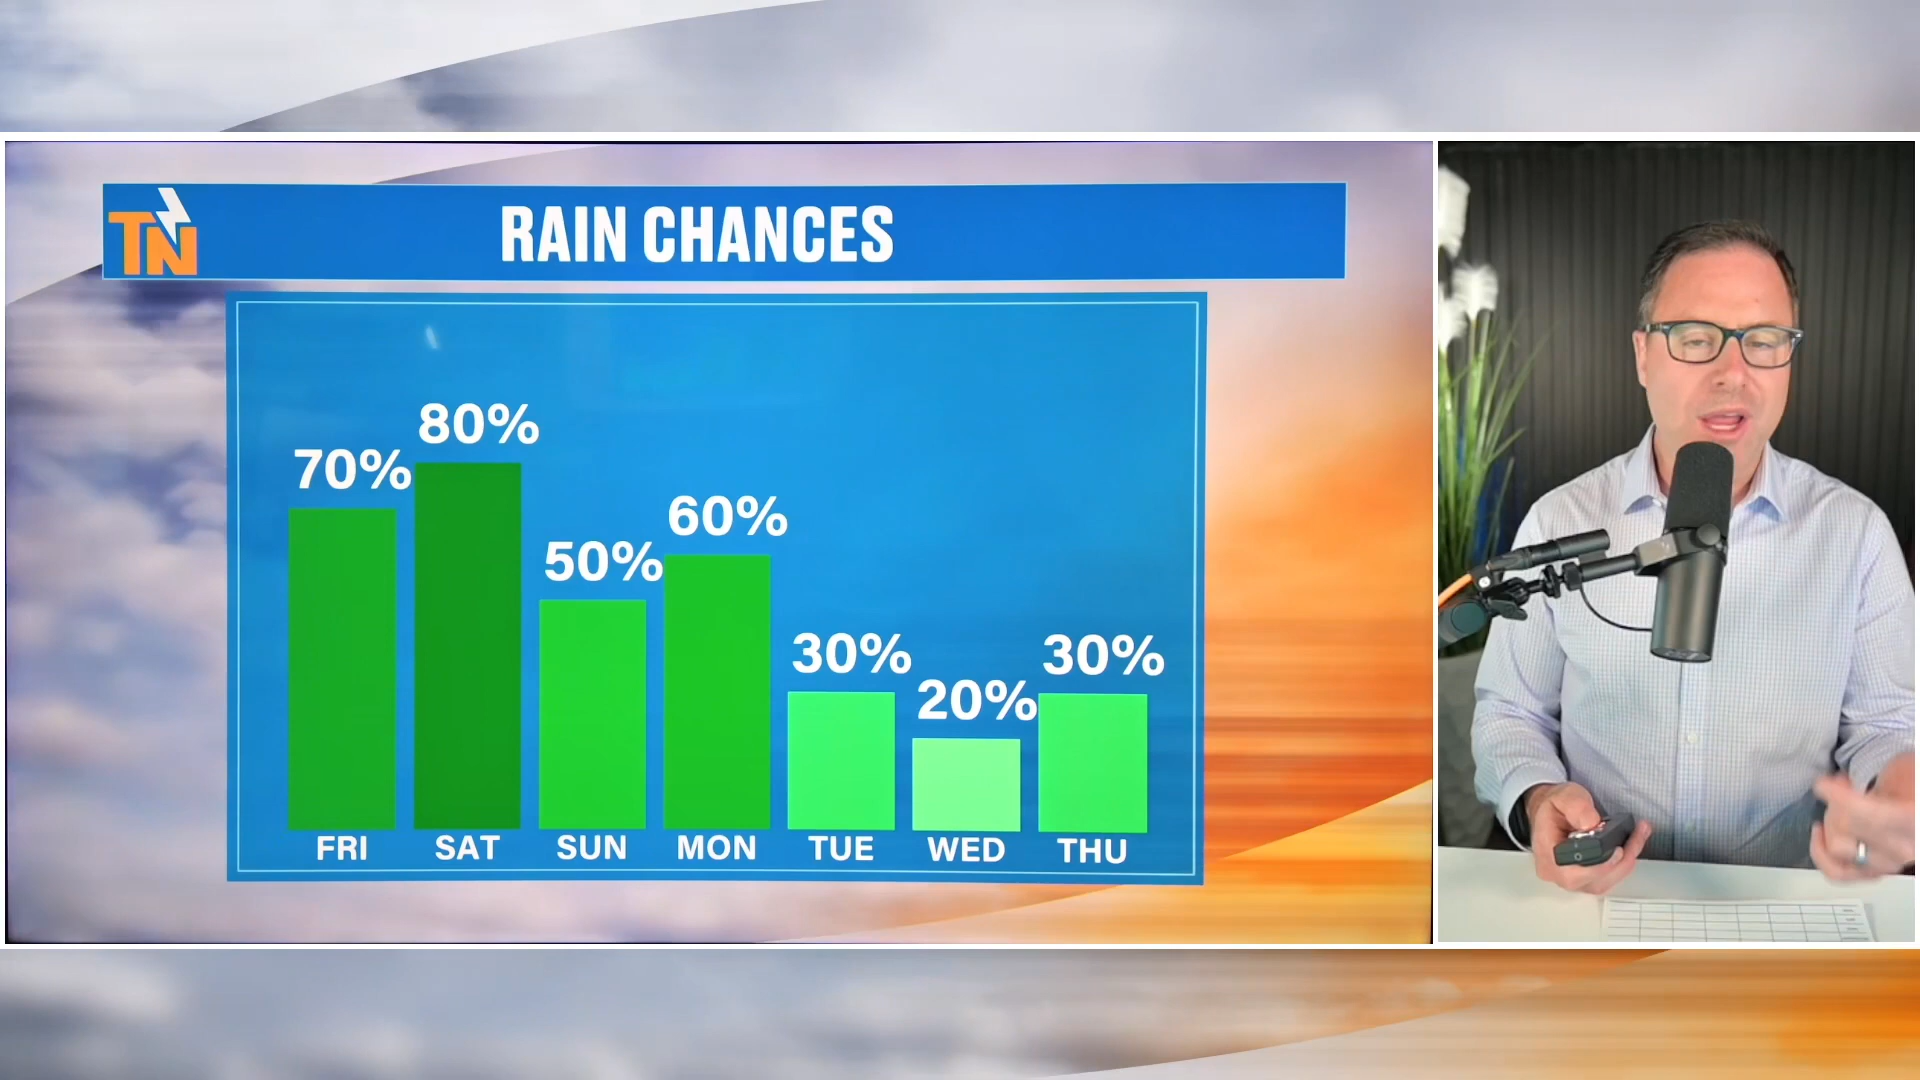 TN
RAIN CHANCES
70%
80%
50%
60%
30%
20%
30%
FRI
SAT
SUN
MON
TUE
WED
THU